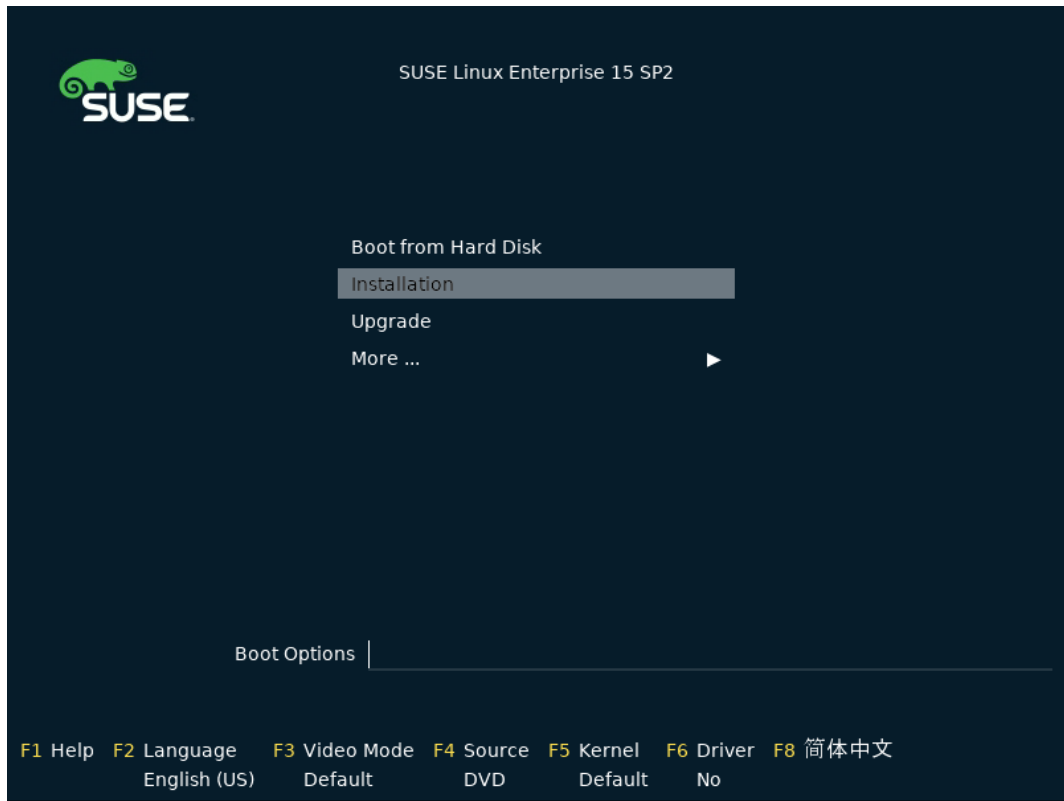 SUSE
SUSE Linux Enterprise 15 SP2
Boot from Hard Disk
Installation
Upgrade
More ...
Boot Options
F1 Help F2 Language F3 Video Mode F4 Source F5 Kernel F6 Driver F8 简体中文
English (US) Default DVD Default No